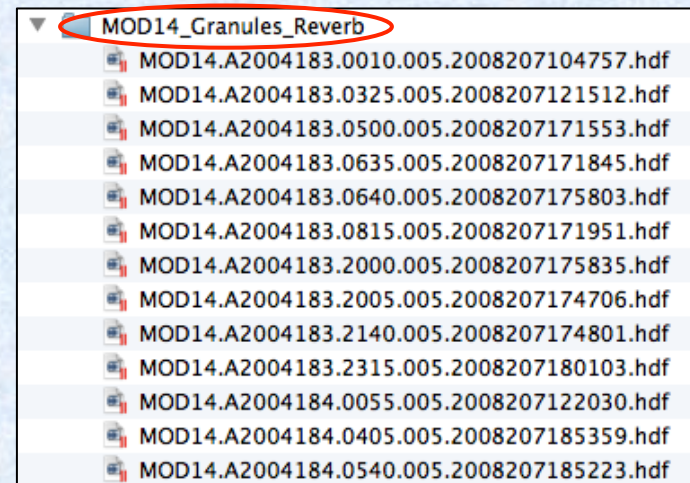 MOD14_Granules_Reverb
MOD14.A2004183.0010.005.2008207104757.hdf
MOD14.A2004183.0325.005.2008207121512.hdf
MOD14.A2004183.0500.005.2008207171553.hdf
MOD14.A2004183.0635.005.2008207171845.hdf
MOD14.A2004183.0640.005.2008207175803.hdf
MOD14.A2004183.0815.005.2008207171951.hdf
MOD14.A2004183.2000.005.2008207175835.hdf
MOD14.A2004183.2005.005.2008207174706.hdf
MOD14.A2004183.2140.005.2008207174801.hdf
MOD14.A2004183.2315.005.2008207180103.hdf
MOD14.A2004184.0055.005.2008207122030.hdf
MOD14.A2004184.0405.005.2008207185359.hdf
MOD14.A2004184.0540.005.2008207185223.hdf